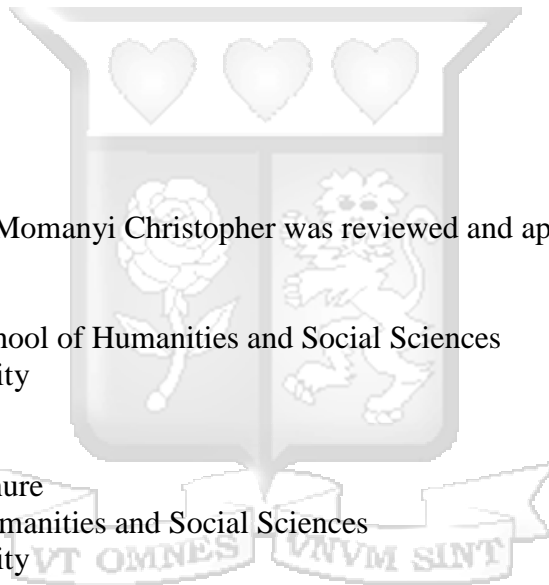 Momanyi Christopher was reviewed and ap
hool of Humanities and Social Sciences
ity
ure
manities and Social Sciences
ity
VT OMNES VNVM SINT